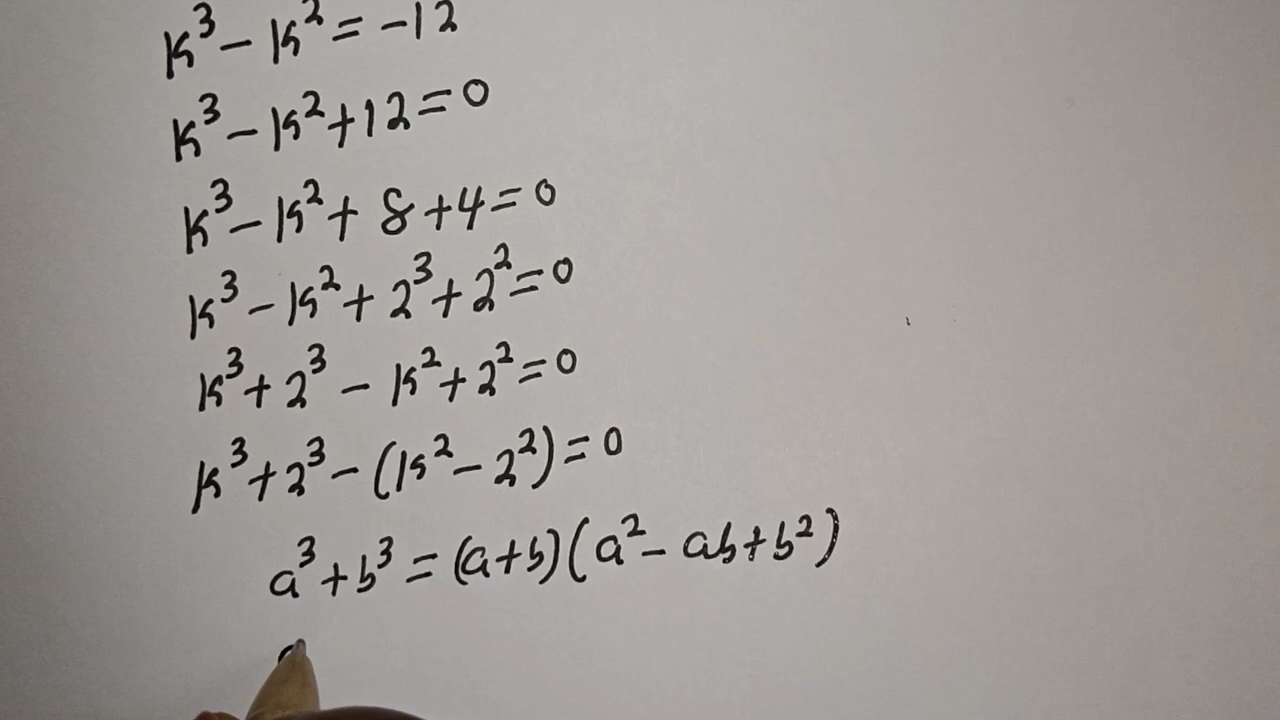 k³ - k² = -12
k³ - k² + 12 = 0
k³ - k² + 8 + 4 = 0
k³ - k² + 2³ + 2² = 0
k³ + 2³ - k² + 2² = 0
k³ + 2³ - (k² - 2²) = 0
a³ + b³ = (a + b)(a² - ab + b²)